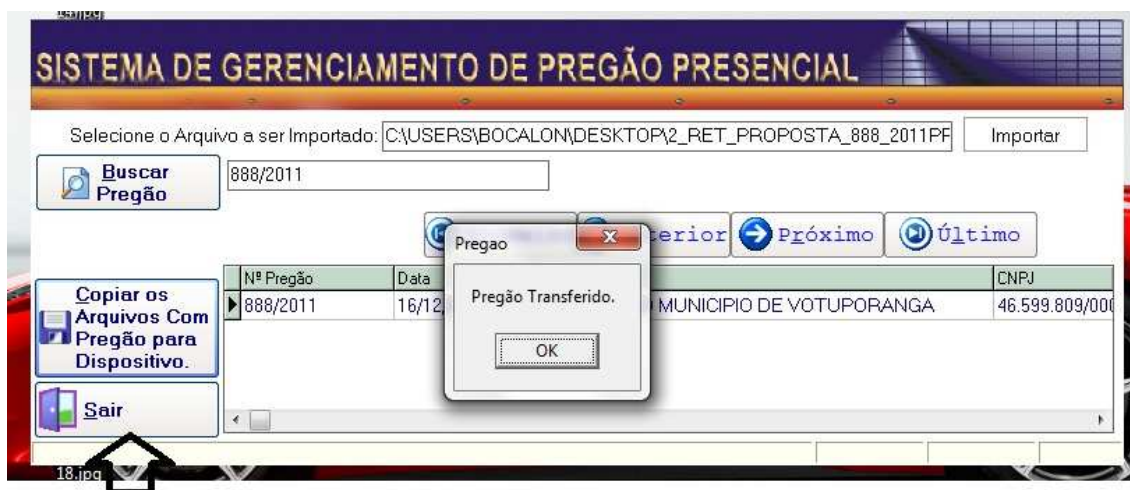 SISTEMA DE GERENCIAMENTO DE PREGÃO PRESENCIAL
Selecione o Arquivo a ser Importado: C:\USERS\BOCALON\DESKTOP\2_RET_PROPOSTA_888_2011PF Importar
Buscar
Pregão
888/2011
Próximo Último
Pregao
Nº Pregão Data CNPJ
888/2011 16/12/ MUNICIPIO DE VOTUPORANGA 46.599.809/000
Pregão Transferido.
OK
Copiar os
Arquivos Com
Pregão para
Dispositivo.
Sair
18.jpg